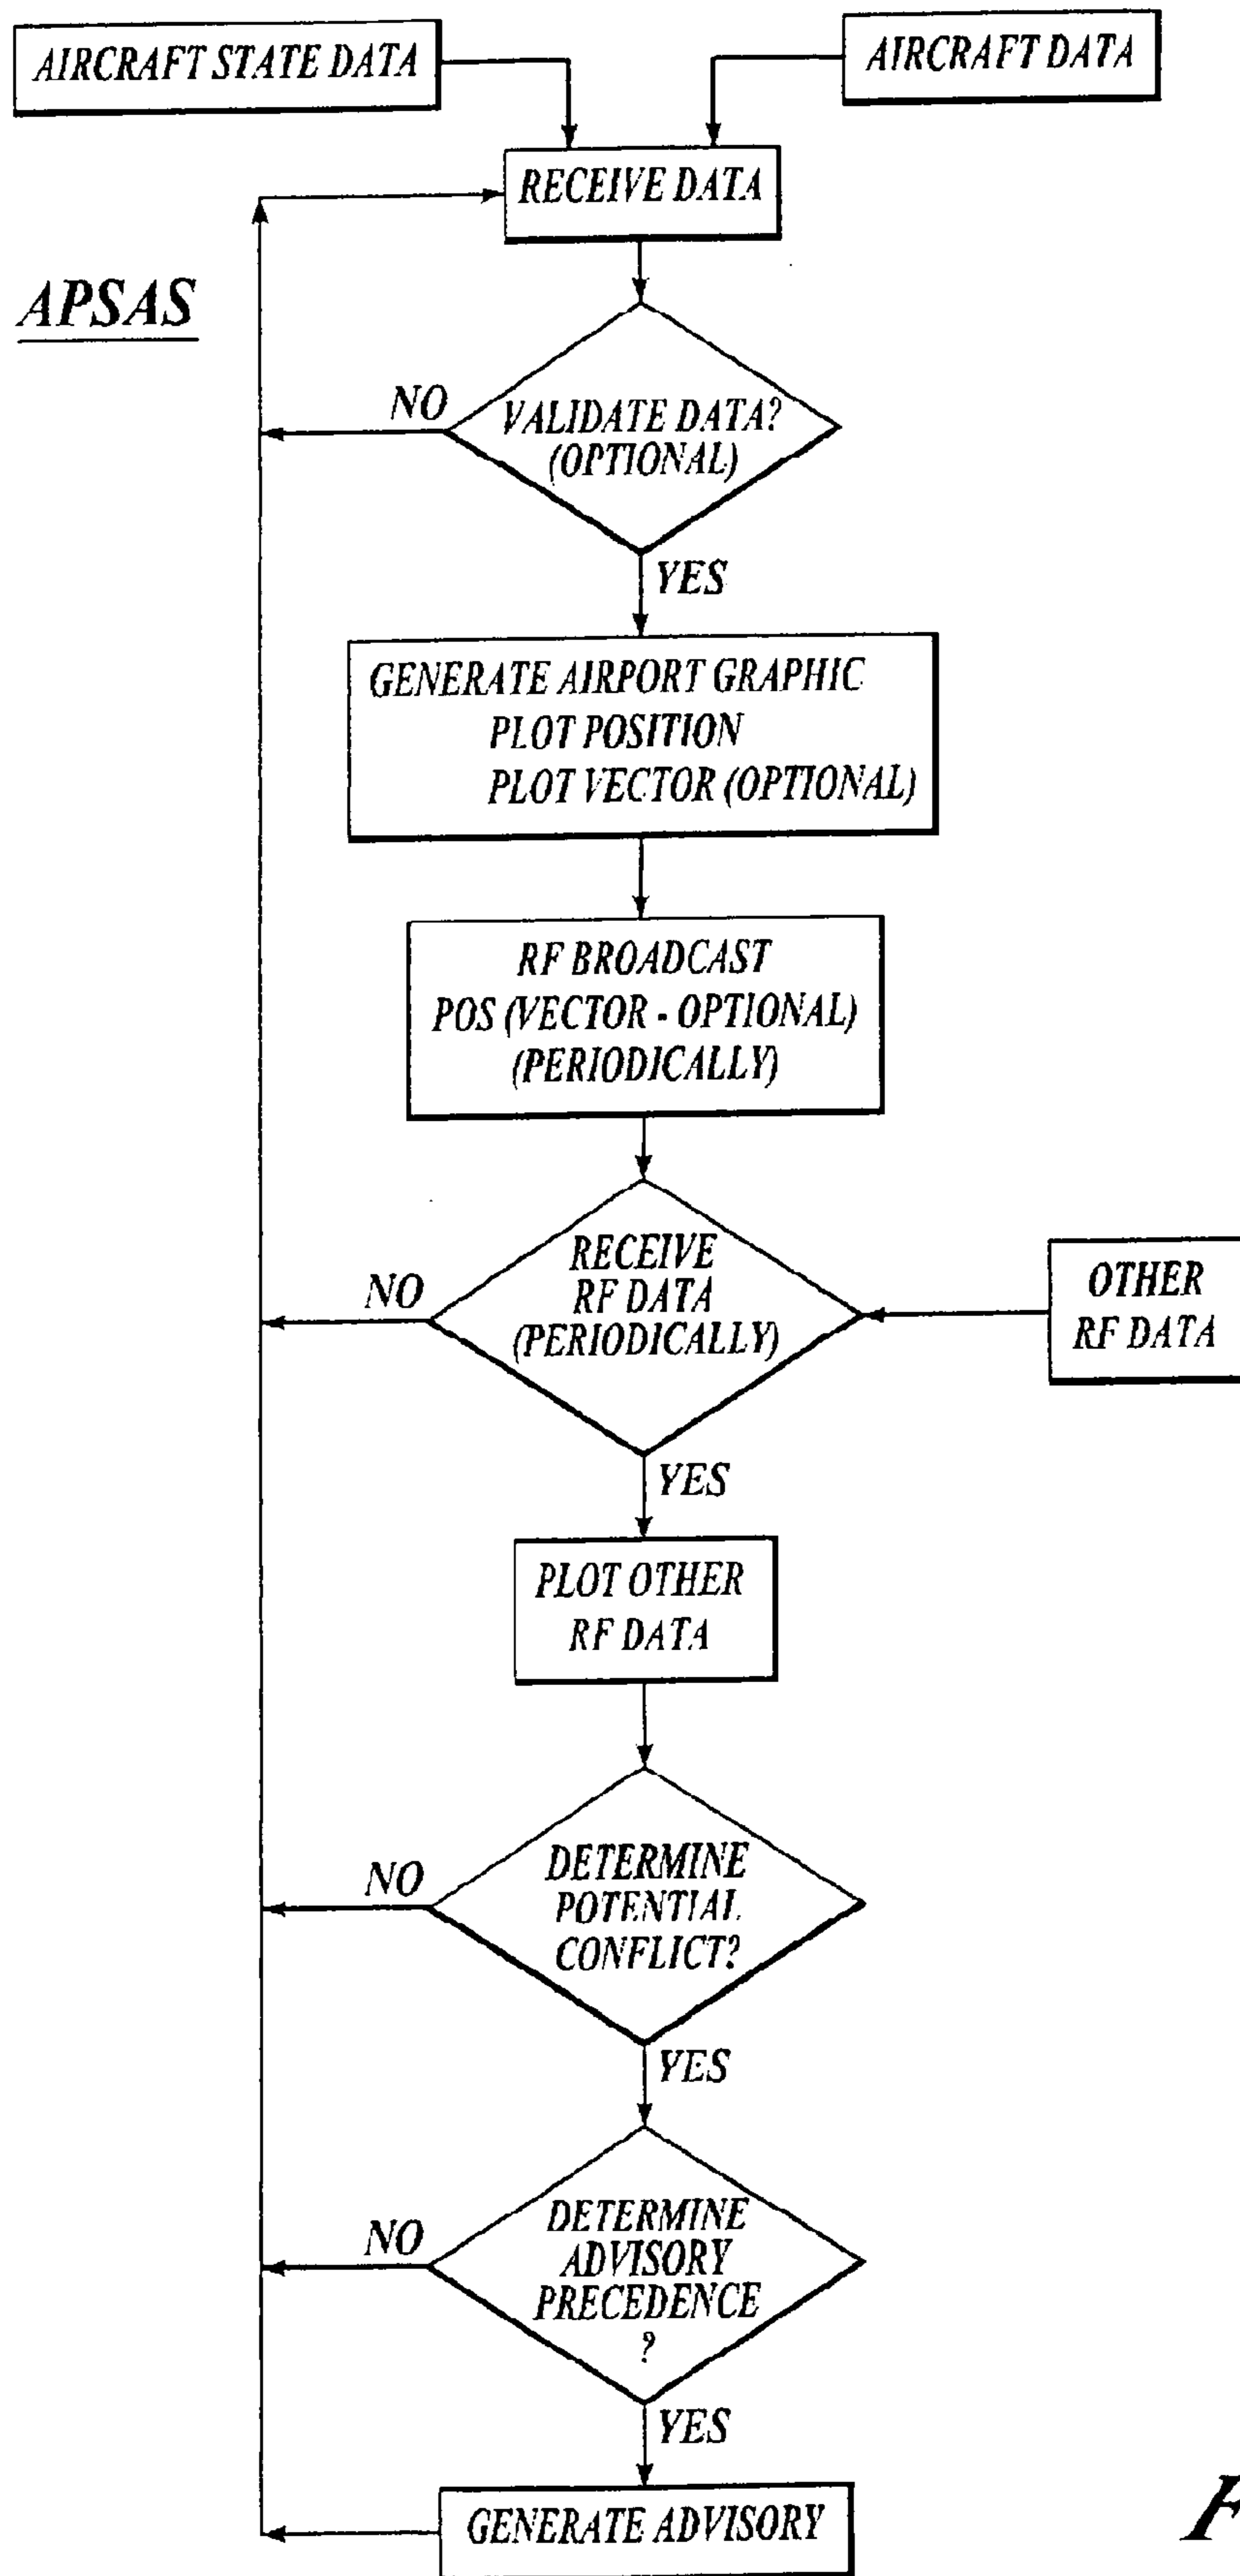 AIRCRAFT STATE DATA
AIRCRAFT DATA
RECEIVE DATA
APSAS
NO
VALIDATE DATA?
(OPTIONAL)
YES
GENERATE AIRPORT GRAPHIC
PLOT POSITION
PLOT VECTOR (OPTIONAL)
RF BROADCAST
POS (VECTOR - OPTIONAL)
(PERIODICALLY)
NO
RECEIVE
RF DATA
(PERIODICALLY)
OTHER
RF DATA
YES
PLOT OTHER
RF DATA
NO
DETERMINE
POTENTIAL
CONFLICT?
YES
NO
DETERMINE
ADVISORY
PRECEDENCE
?
YES
GENERATE ADVISORY